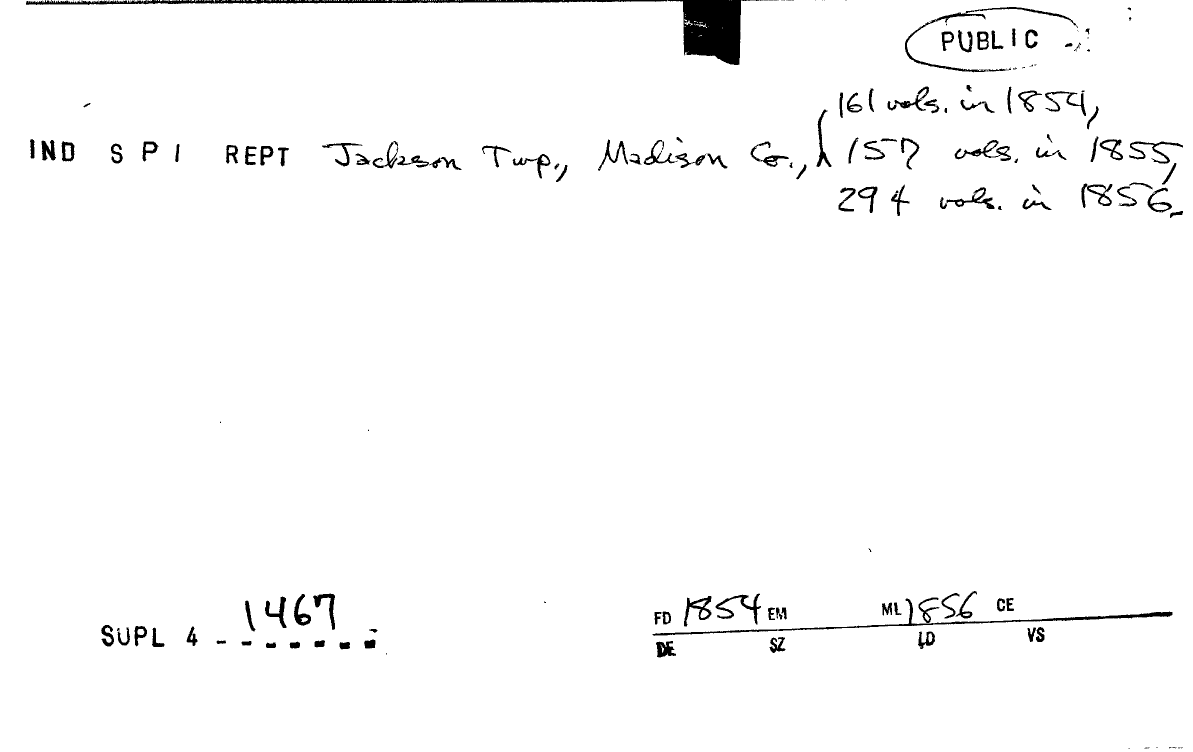 PUBLIC
161 vols. in 1854,
IND S P I REPT Jackson Twp., Madison Co., 157 vols. in 1855,
294 vols. in 1856.
1467
SUPL 4 - - - - - - -
FD 1854 EM ML 1856 CE
DE SZ LD VS